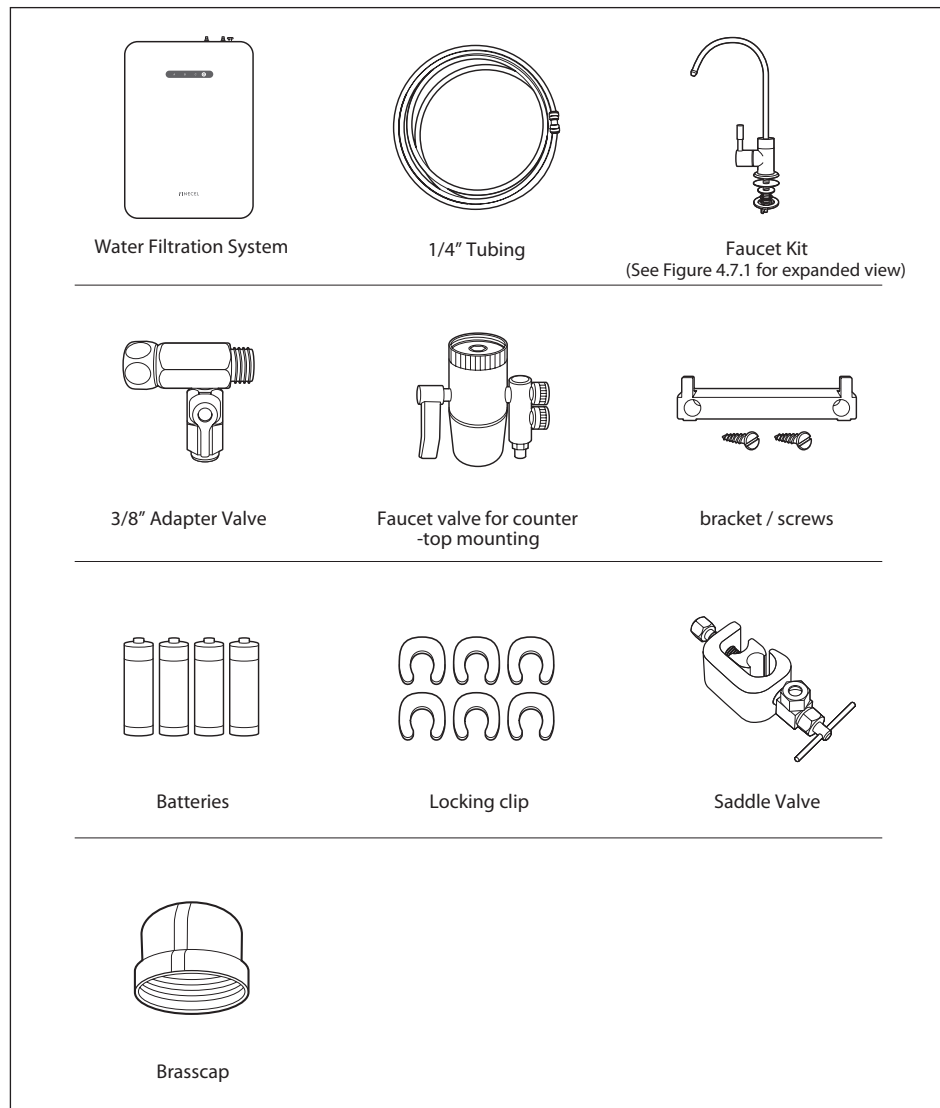 FINECEL
Water Filtration System
1/4” Tubing
Faucet Kit
(See Figure 4.7.1 for expanded view)
3/8” Adapter Valve
Faucet valve for counter
-top mounting
bracket / screws
Batteries
Locking clip
Saddle Valve
Brasscap